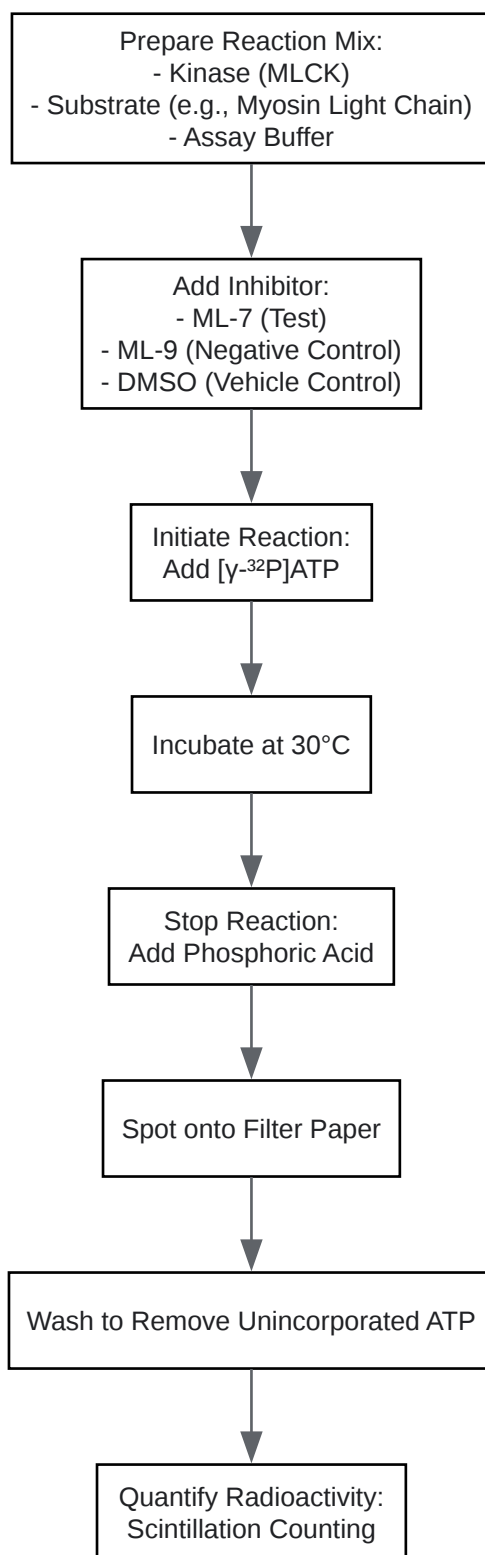 Prepare Reaction Mix:
- Kinase (MLCK)
- Substrate (e.g., Myosin Light Chain)
- Assay Buffer
Add Inhibitor:
- ML-7 (Test)
- ML-9 (Negative Control)
- DMSO (Vehicle Control)
Initiate Reaction:
Add [γ-³²P]ATP
Incubate at 30°C
Stop Reaction:
Add Phosphoric Acid
Spot onto Filter Paper
Wash to Remove Unincorporated ATP
Quantify Radioactivity:
Scintillation Counting